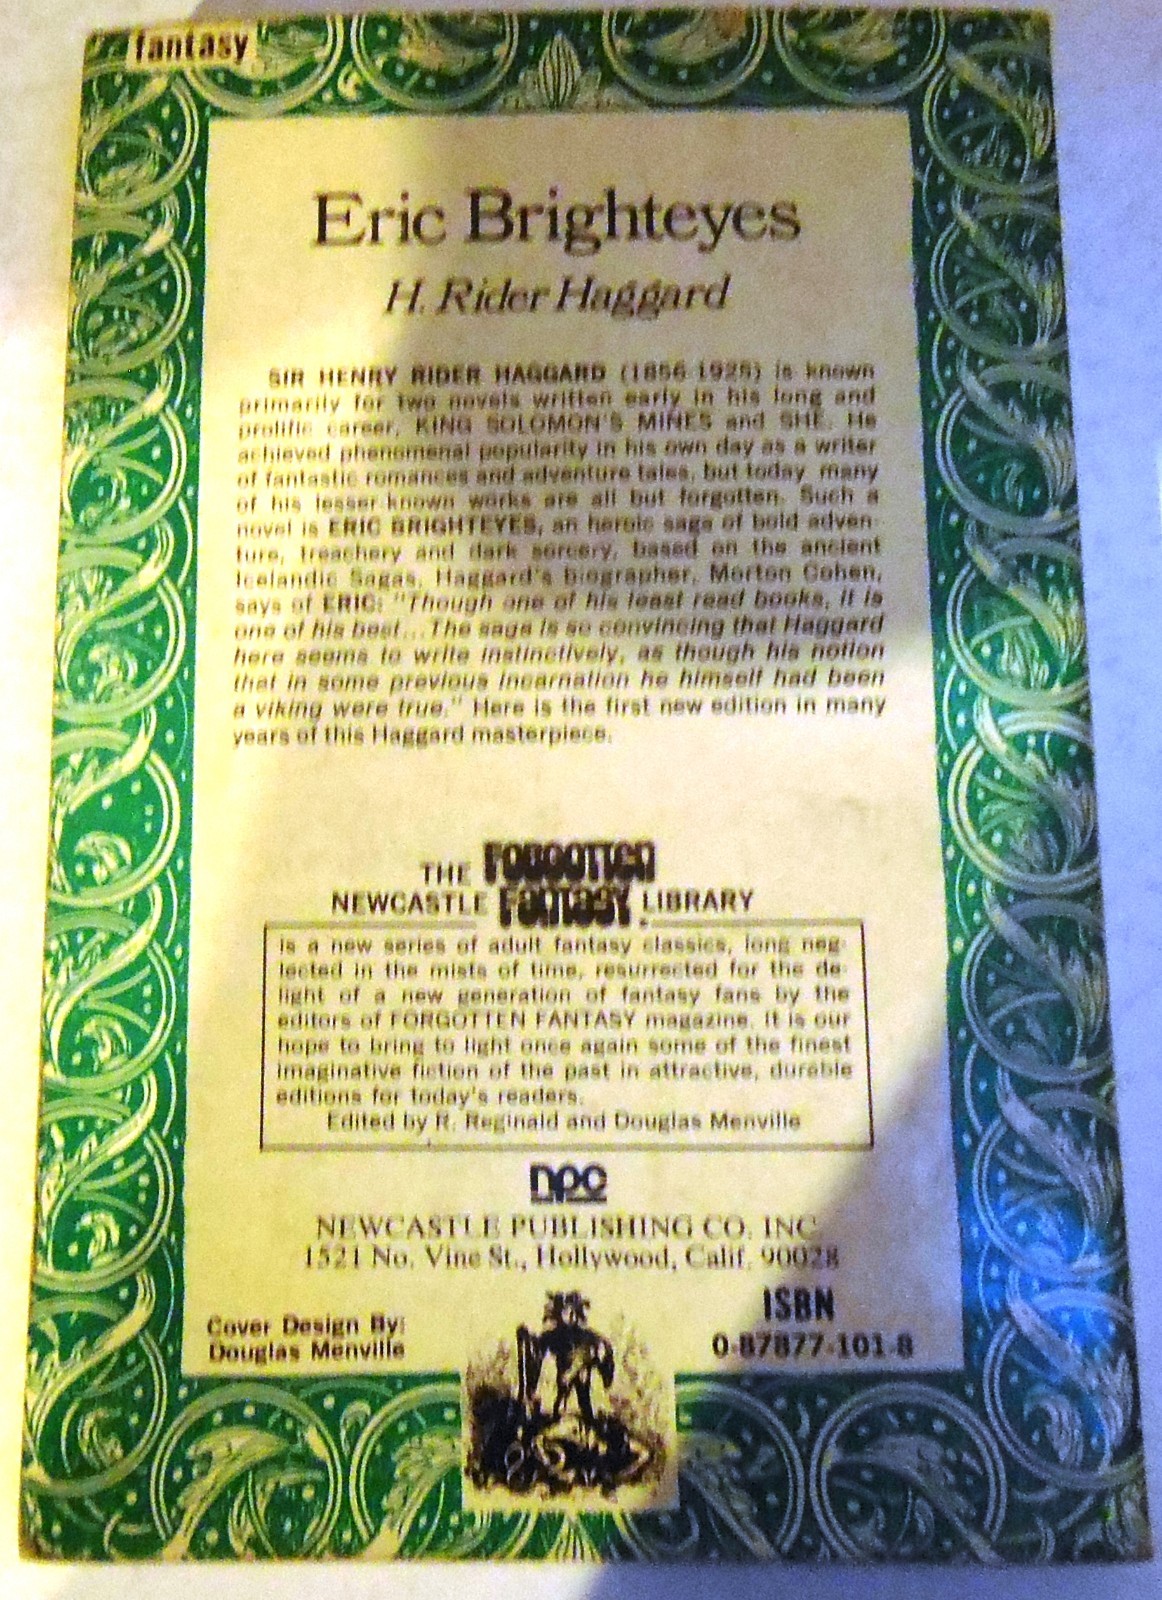 fantasy
Eric Brighteyes
H. Rider Haggard
SIR HENRY RIDER HAGGARD (1856-1925) is known
primarily for two novels written early in his long and
prolific career, KING SOLOMON'S MINES and SHE. He
achieved phenomenal popularity in his own day as a writer
of fantastic romances and adventure tales, but today many
of his lesser-known works are all but forgotten. Such a
novel is ERIC BRIGHTEYES, an heroic saga of bold adven-
ture, treachery and dark sorcery, based on the ancient
Icelandic Sagas. Haggard's biographer, Morton Cohen,
says of ERIC: "Though one of his least read books, it is
one of his best...The saga is so convincing that Haggard
here seems to write instinctively, as though his notion
that in some previous incarnation he himself had been
a viking were true." Here is the first new edition in many
years of this Haggard masterpiece.
THE FORGOTTEN
NEWCASTLE FANTASY LIBRARY
is a new series of adult fantasy classics, long neg-
lected in the mists of time, resurrected for the de-
light of a new generation of fantasy fans by the
editors of FORGOTTEN FANTASY magazine. It is our
hope to bring to light once again some of the finest
imaginative fiction of the past in attractive, durable
editions for today's readers.
Edited by R. Reginald and Douglas Menville
npc
NEWCASTLE PUBLISHING CO. INC
1521 No. Vine St., Hollywood, Calif. 90028
Cover Design By:
Douglas Menville
ISBN
0-87877-101-8